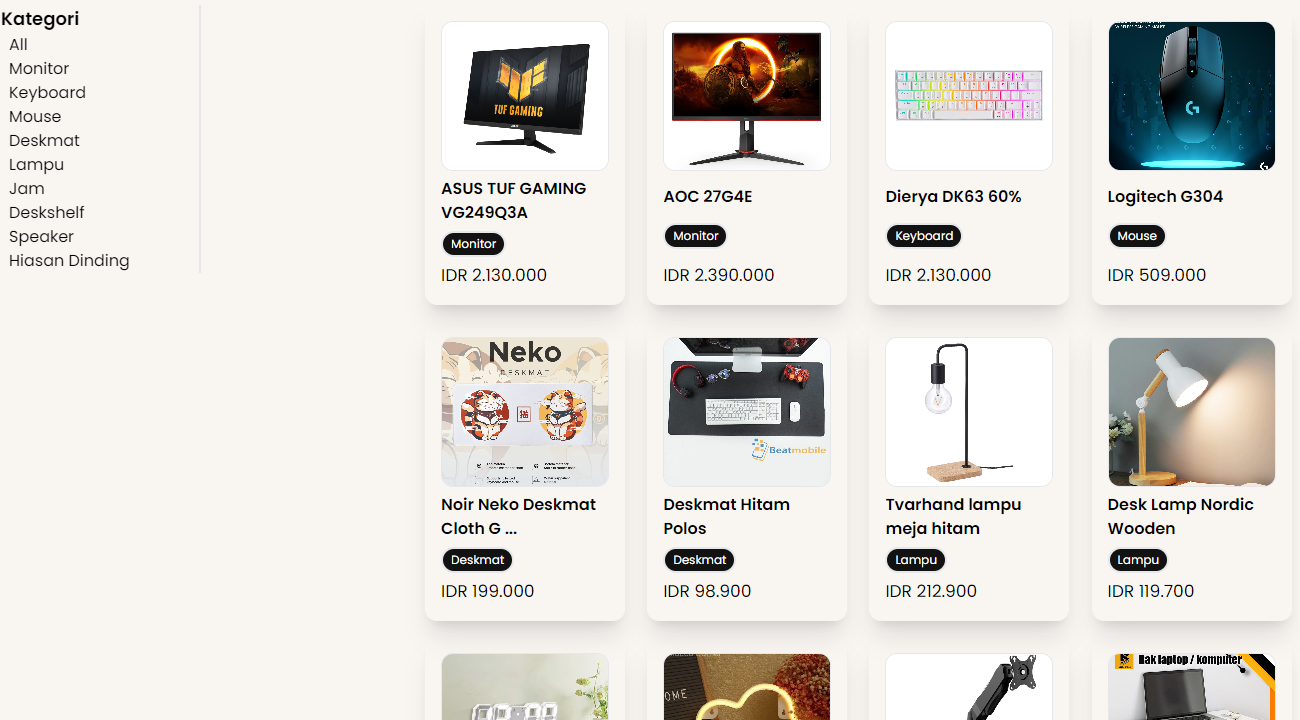 Kategori
All
Monitor
Keyboard
Mouse
Deskmat
Lampu
Jam
Deskshelf
Speaker
Hiasan Dinding
TUF GAMING
ASUS TUF GAMING
VG249Q3A
Monitor
IDR 2.130.000
AOC 27G4E
Monitor
IDR 2.390.000
Dierya DK63 60%
Keyboard
IDR 2.130.000
Logitech G304
Mouse
IDR 509.000
Neko
DESKMAT
Noir Neko Deskmat
Cloth G ...
Deskmat
IDR 199.000
Beatmobile
Deskmat Hitam
Polos
Deskmat
IDR 98.900
Tvarhand lampu
meja hitam
Lampu
IDR 212.900
Desk Lamp Nordic
Wooden
Lampu
IDR 119.700
OME
Rak laptop / komputer